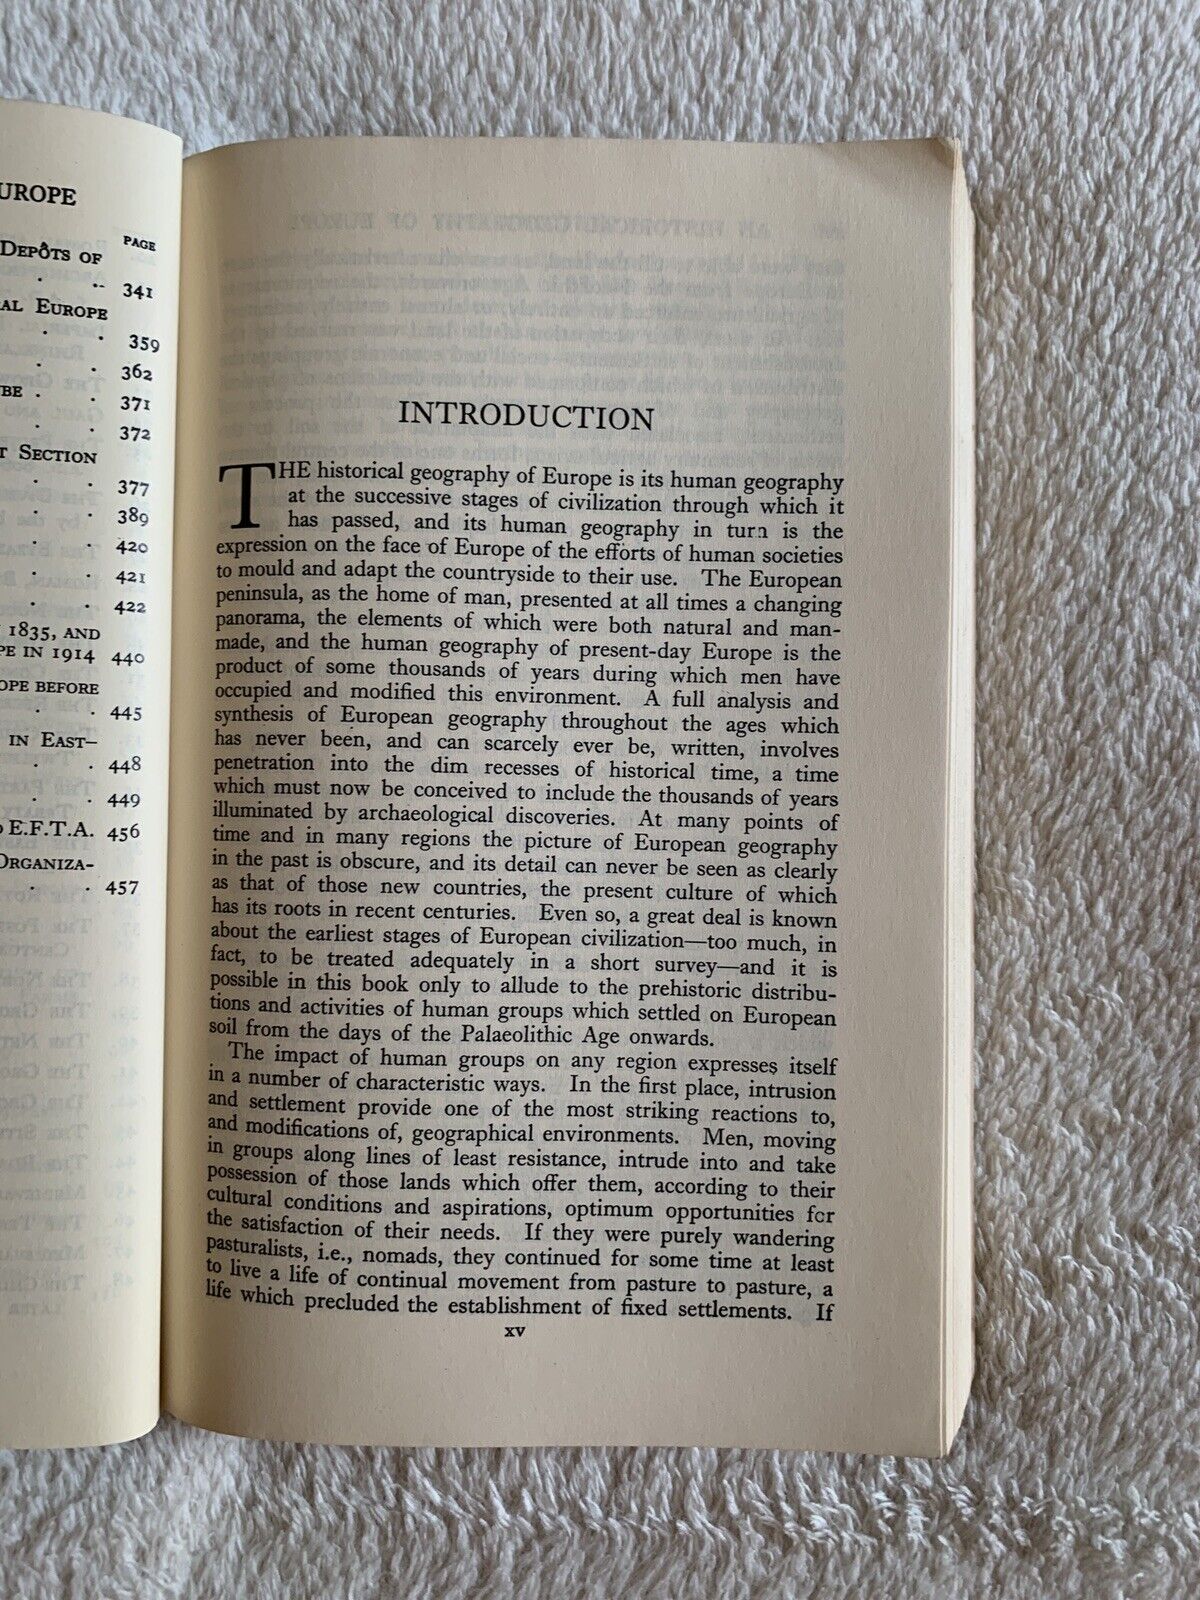 UROPE
PAGE
DEPÔTS OF
341
AL EUROPE
359
362
BE . 371
372
T SECTION
377
389
420
421
422
1835, AND
PE IN 1914 440
OPE BEFORE
445
IN EAST–
448
449
E.F.T.A. 456
ORGANIZA-
457
INTRODUCTION
THE historical geography of Europe is its human geography
at the successive stages of civilization through which it
has passed, and its human geography in turn is the
expression on the face of Europe of the efforts of human societies
to mould and adapt the countryside to their use. The European
peninsula, as the home of man, presented at all times a changing
panorama, the elements of which were both natural and man-
made, and the human geography of present-day Europe is the
product of some thousands of years during which men have
occupied and modified this environment. A full analysis and
synthesis of European geography throughout the ages which
has never been, and can scarcely ever be, written, involves
penetration into the dim recesses of historical time, a time
which must now be conceived to include the thousands of years
illuminated by archaeological discoveries. At many points of
time and in many regions the picture of European geography
in the past is obscure, and its detail can never be seen as clearly
as that of those new countries, the present culture of which
has its roots in recent centuries. Even so, a great deal is known
about the earliest stages of European civilization—too much, in
fact, to be treated adequately in a short survey—and it is
possible in this book only to allude to the prehistoric distribu-
tions and activities of human groups which settled on European
soil from the days of the Palaeolithic Age onwards.
The impact of human groups on any region expresses itself
in a number of characteristic ways. In the first place, intrusion
and settlement provide one of the most striking reactions to,
and modifications of, geographical environments. Men, moving
in groups along lines of least resistance, intrude into and take
possession of those lands which offer them, according to their
cultural conditions and aspirations, optimum opportunities for
the satisfaction of their needs. If they were purely wandering
pasturalists, i.e., nomads, they continued for some time at least
to live a life of continual movement from pasture to pasture, a
life which precluded the establishment of fixed settlements. If
xv